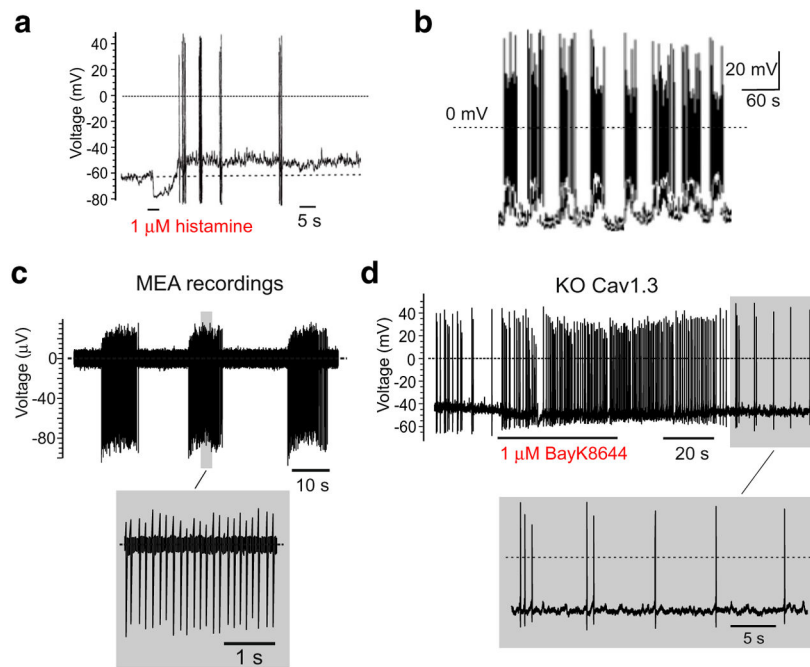 a
Voltage (mV)
40
20
0
-20
-40
-60
-80
1 μM histamine
5 s
b
0 mV
20 mV
60 s
c
MEA recordings
Voltage (μV)
0
-40
-80
10 s
1 s
d
KO Cav1.3
Voltage (mV)
40
20
0
-20
-40
-60
1 μM BayK8644
20 s
5 s